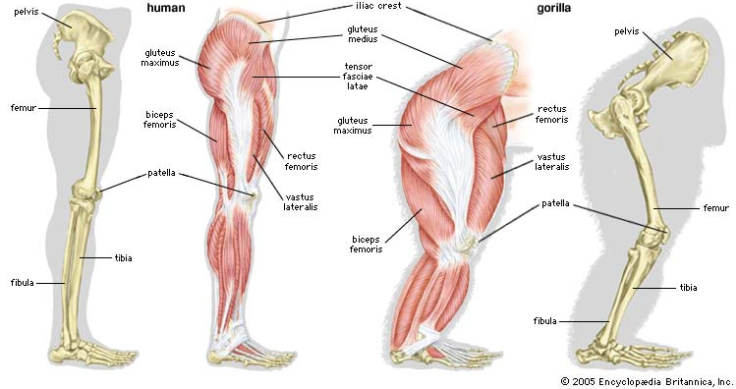 human
gorilla
pelvis
femur
patella
fibula
tibia
iliac crest
gluteus
medius
gluteus
maximus
tensor
fasciae
latae
biceps
femoris
rectus
femoris
vastus
lateralis
gluteus
maximus
biceps
femoris
rectus
femoris
vastus
lateralis
patella
pelvis
femur
tibia
fibula
© 2005 Encyclopædia Britannica, Inc.